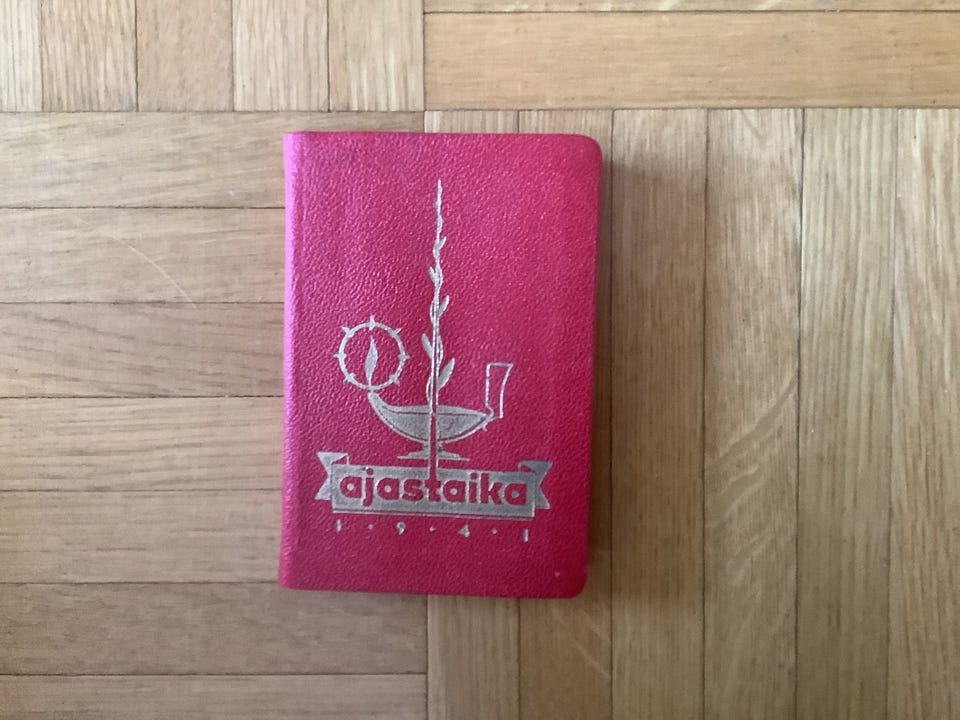 ajastaika
1 • 9 • 4 • 1